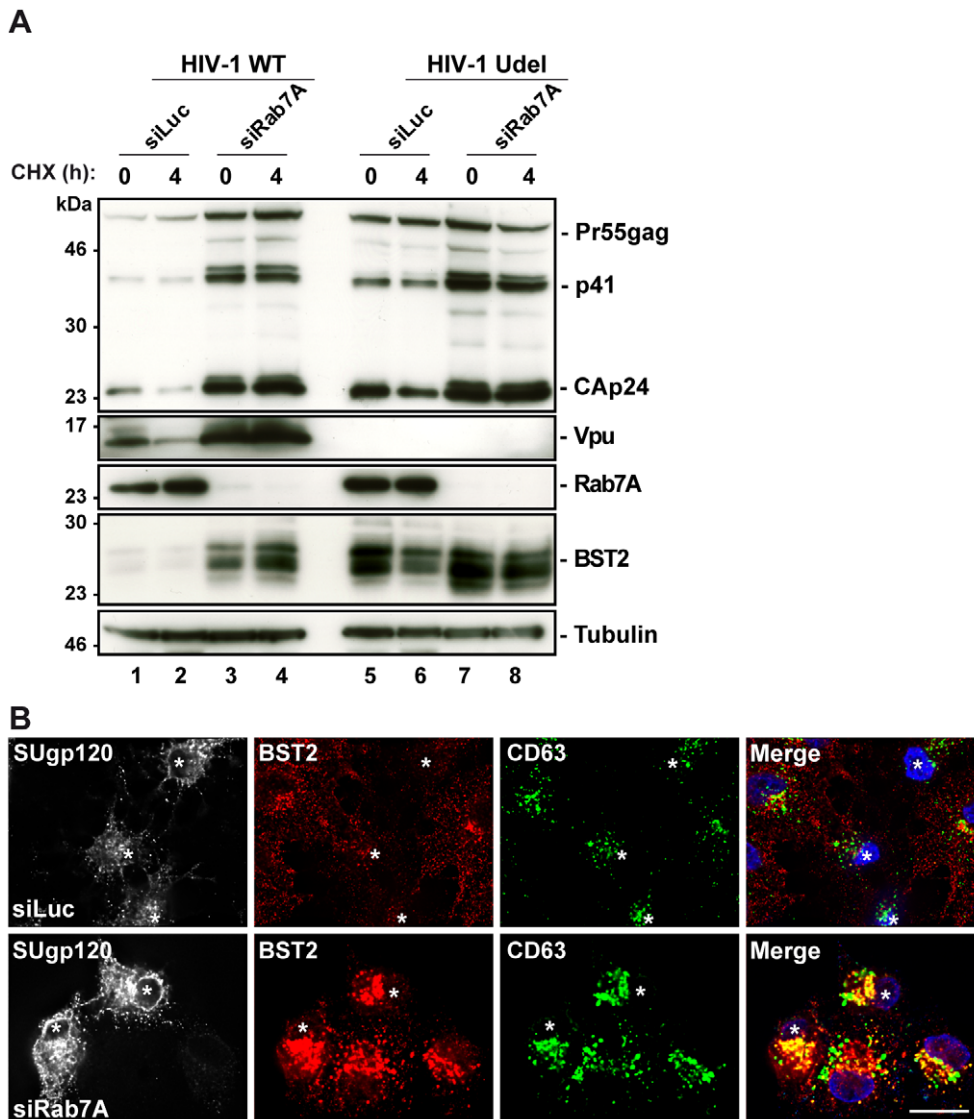 A
HIV-1 WT HIV-1 Udel
siLuc siRab7A siLuc siRab7A
CHX (h): 0 4 0 4 0 4 0 4
kDa
- Pr55gag
46 -
- p41
30 -
- CAp24
23 -
17 -
- Vpu
- Rab7A
23 -
30 -
- BST2
23 -
- Tubulin
46 -
1 2 3 4 5 6 7 8
B
SUgp120 BST2 CD63 Merge
* * * *
* * * *
* * * *
siLuc
SUgp120 BST2 CD63 Merge
* * * *
* * * *
siRab7A